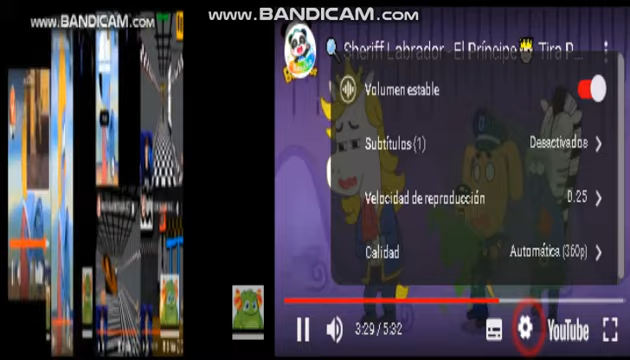 www.BANDICAM.com
www.BANDICAM.com
Sheriff Labrador - El Príncipe Tira P...
Volumen estable
Subtítulos (1) Desactivados
Velocidad de reproducción 0.25
Calidad Automática (360p)
3:29 / 5:32 YouTube